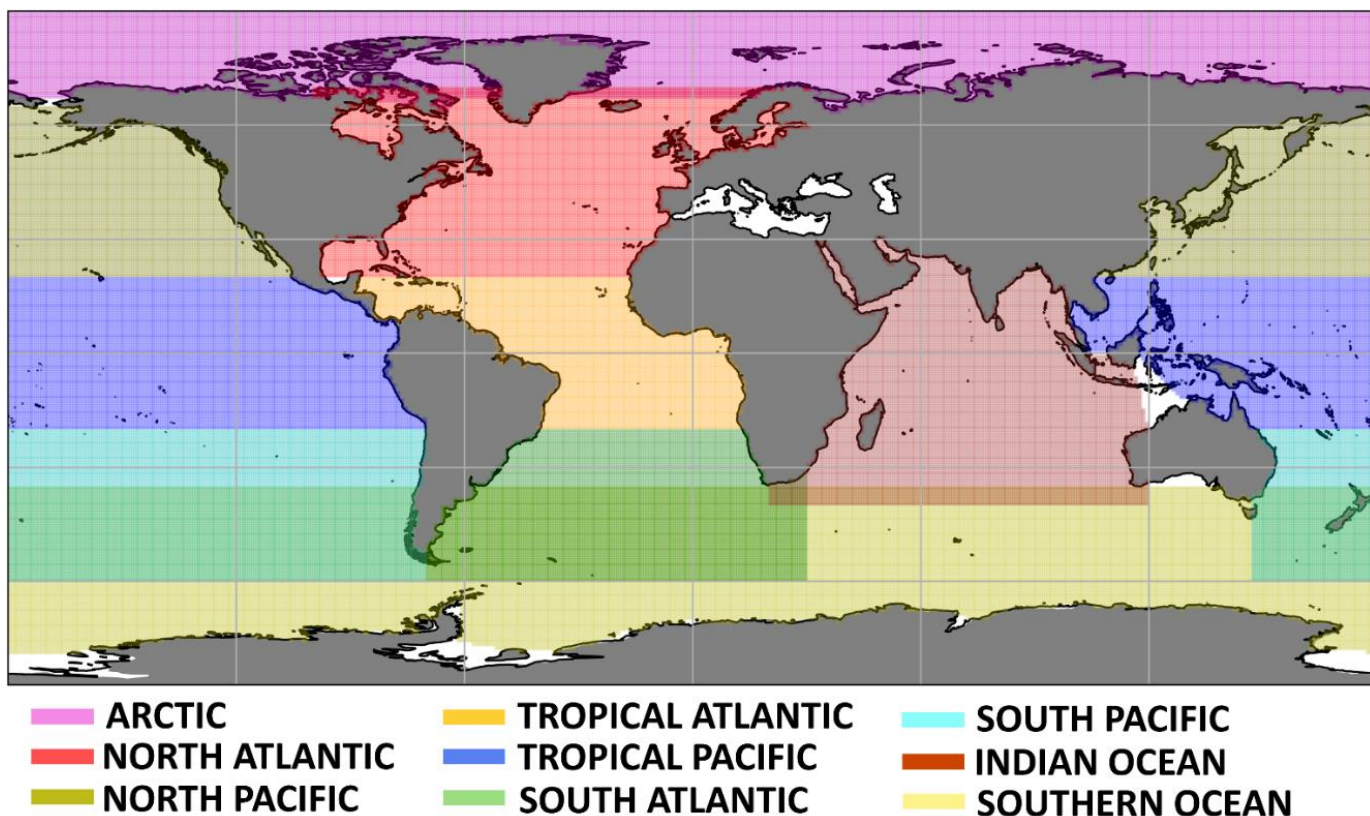 ARCTIC
NORTH ATLANTIC
NORTH PACIFIC
TROPICAL ATLANTIC
TROPICAL PACIFIC
SOUTH ATLANTIC
SOUTH PACIFIC
INDIAN OCEAN
SOUTHERN OCEAN